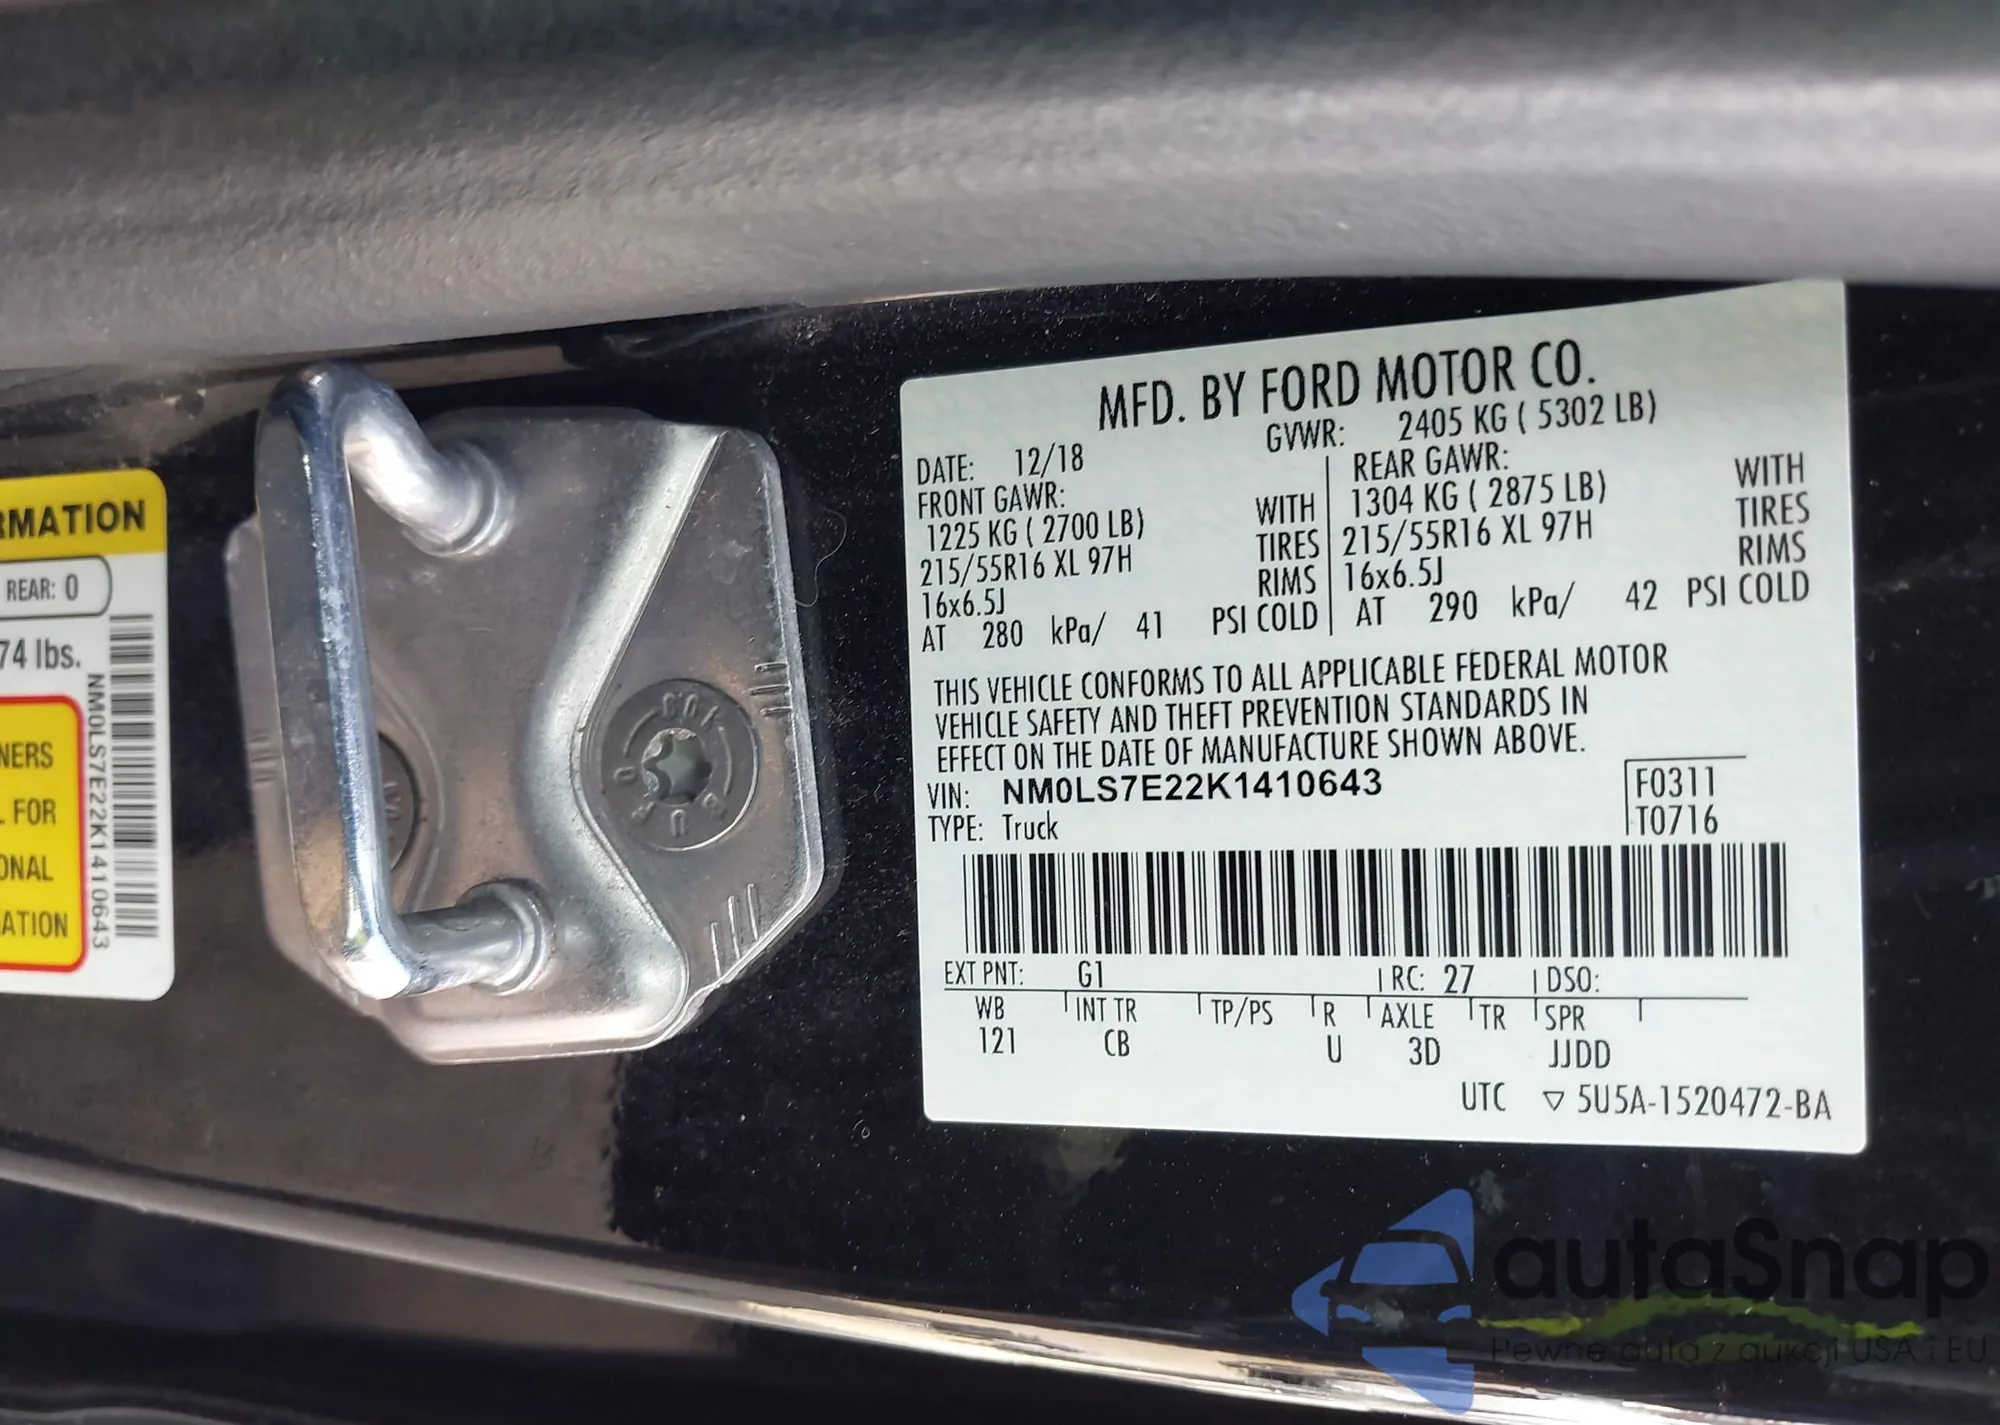 RMATION
REAR: 0
74 lbs.
NERS
FOR
ONAL
ATION
NM0LS7E22K1410643
MFD. BY FORD MOTOR CO.
DATE: 12/18 GVWR: 2405 KG ( 5302 LB)
FRONT GAWR: REAR GAWR:
1225 KG ( 2700 LB) WITH 1304 KG ( 2875 LB) WITH
215/55R16 XL 97H TIRES 215/55R16 XL 97H TIRES
16x6.5J RIMS 16x6.5J RIMS
AT 280 kPa/ 41 PSI COLD AT 290 kPa/ 42 PSI COLD
THIS VEHICLE CONFORMS TO ALL APPLICABLE FEDERAL MOTOR
VEHICLE SAFETY AND THEFT PREVENTION STANDARDS IN
EFFECT ON THE DATE OF MANUFACTURE SHOWN ABOVE.
VIN: NM0LS7E22K1410643 F0311
TYPE: Truck T0716
EXT PNT: G1 RC: 27 DSO:
WB INT TR TP/PS R AXLE TR SPR
121 CB U 3D JJDD
UTC ▽ 5U5A-1520472-BA
autaSnap
Pewne auta z aukcji USA i EU